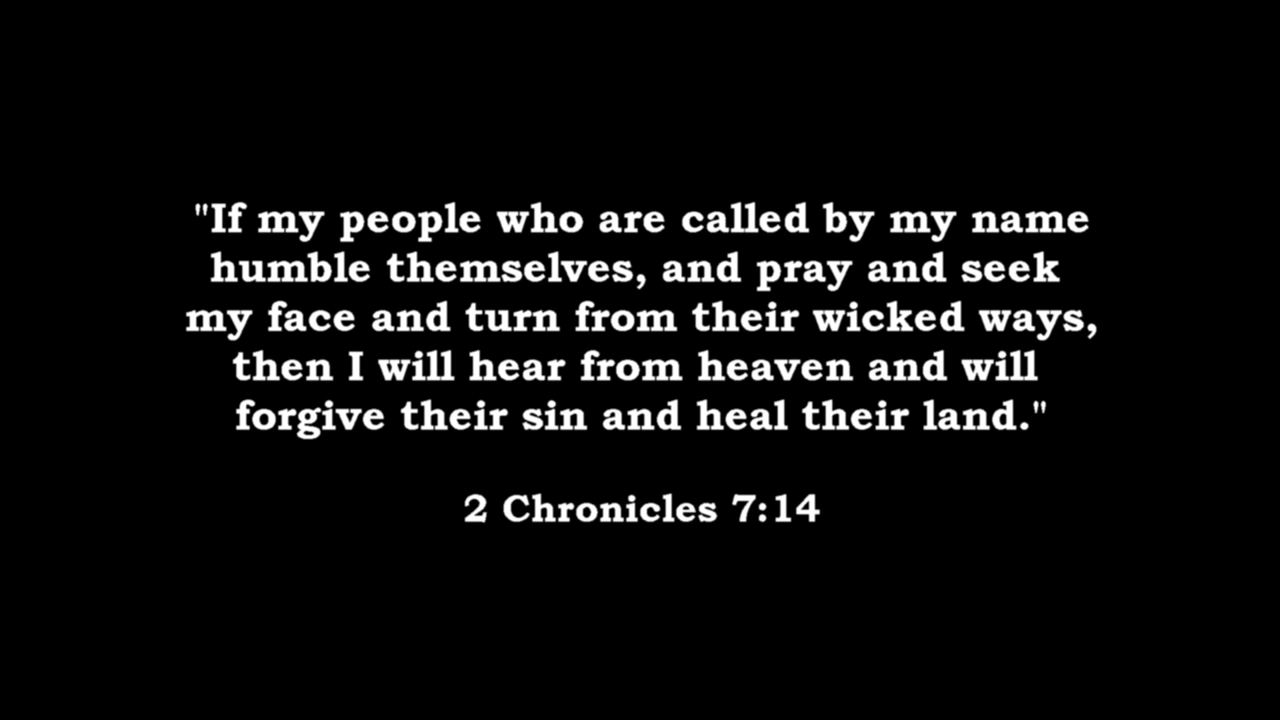 "If my people who are called by my name
humble themselves, and pray and seek
my face and turn from their wicked ways,
then I will hear from heaven and will
forgive their sin and heal their land."
2 Chronicles 7:14